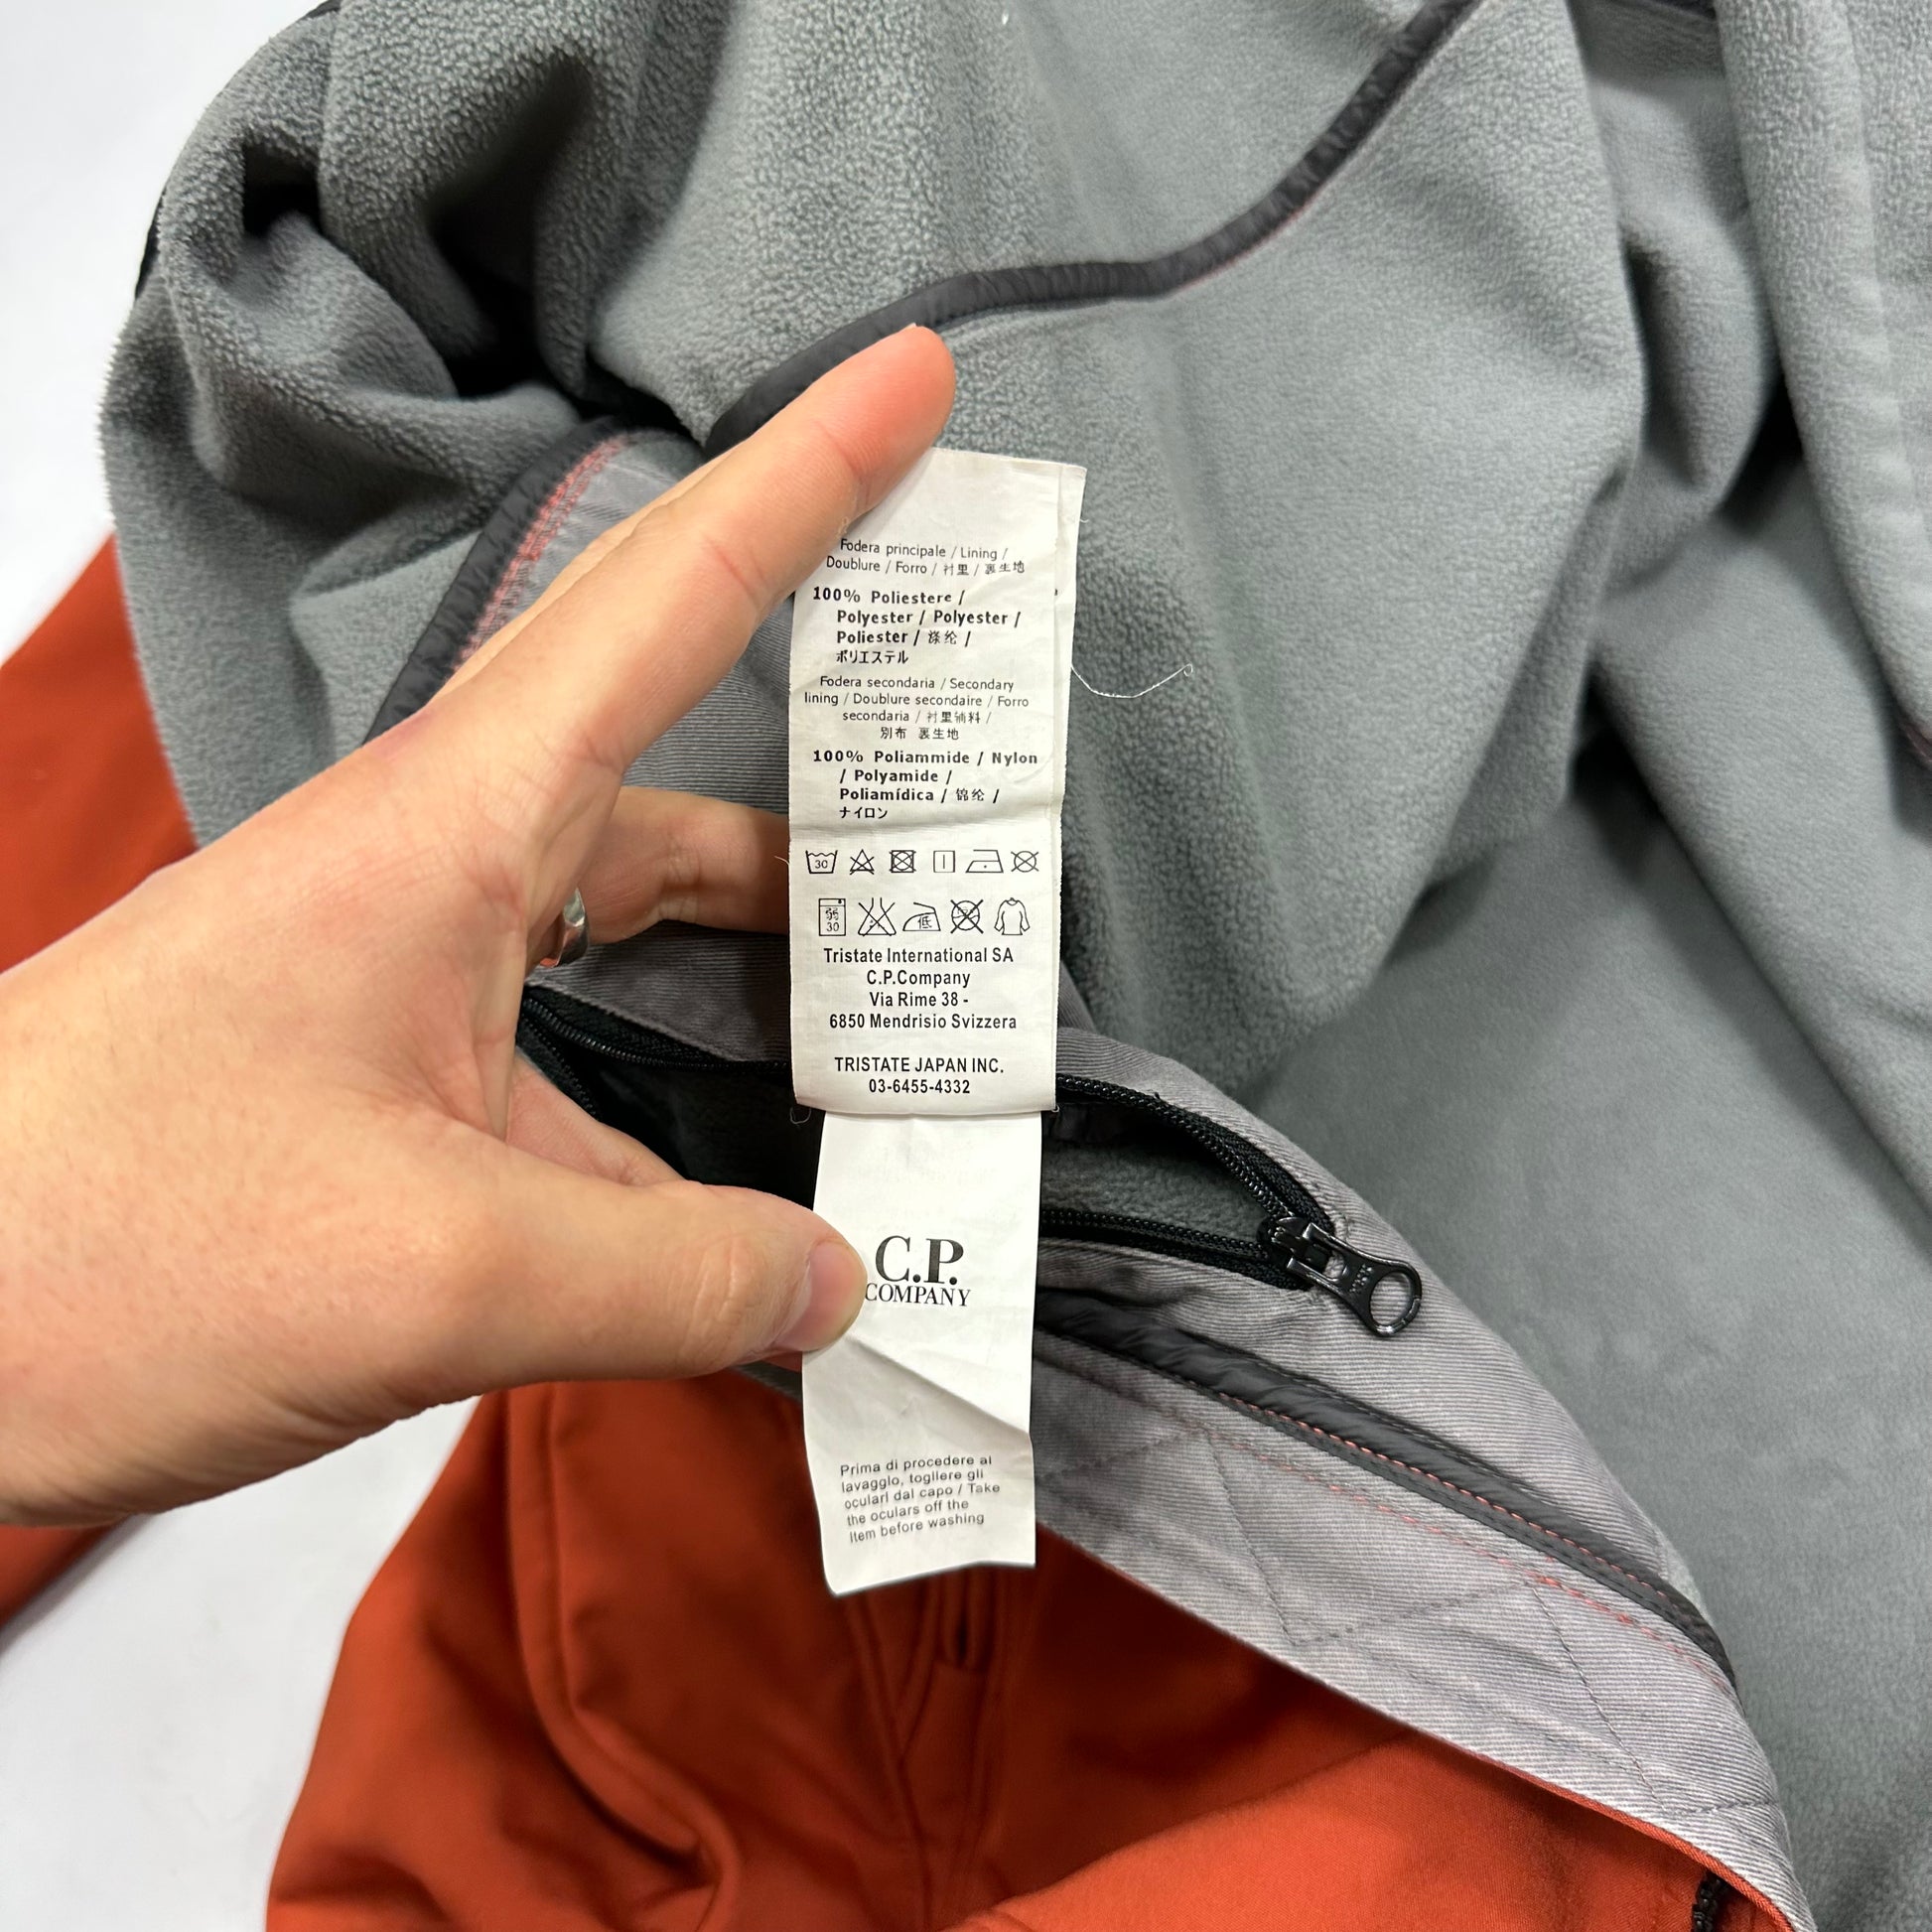 Fodera principale / Lining /
Doublure / Forro / 衬里 / 裏生地
100% Poliestere /
Polyester / Polyester /
Poliester / 涤纶 /
ポリエステル
Fodera secondaria / Secondary
lining / Doublure secondaire / Forro
secondaria / 衬里辅料 /
別布 裏生地
100% Poliammide / Nylon
/ Polyamide /
Poliamídica / 锦纶 /
ナイロン
30
30 低
Tristate International SA
C.P.Company
Via Rime 38 -
6850 Mendrisio Svizzera
TRISTATE JAPAN INC.
03-6455-4332
C.P.
COMPANY
Prima di procedere al
lavaggio, togliere gli
oculari dal capo / Take
the oculars off the
item before washing